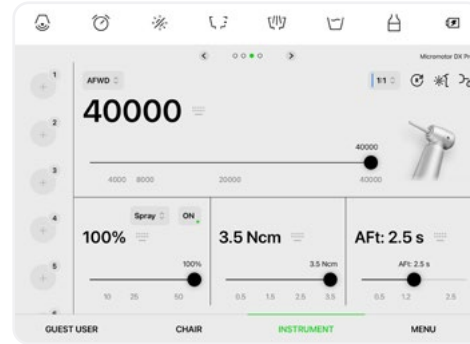 Micromotor DX Pr
1
AFWD
1:1
2
40000
40000
3
4000 8000 20000 40000
4
Spray ON
100%
3.5 Ncm
AFt: 2.5 s
5
100%
3.5 Ncm
AFt: 2.5 s
10 25 50
0.5 1.5 2.5 3.5
0.5 1.2 2.5
GUEST USER CHAIR INSTRUMENT MENU